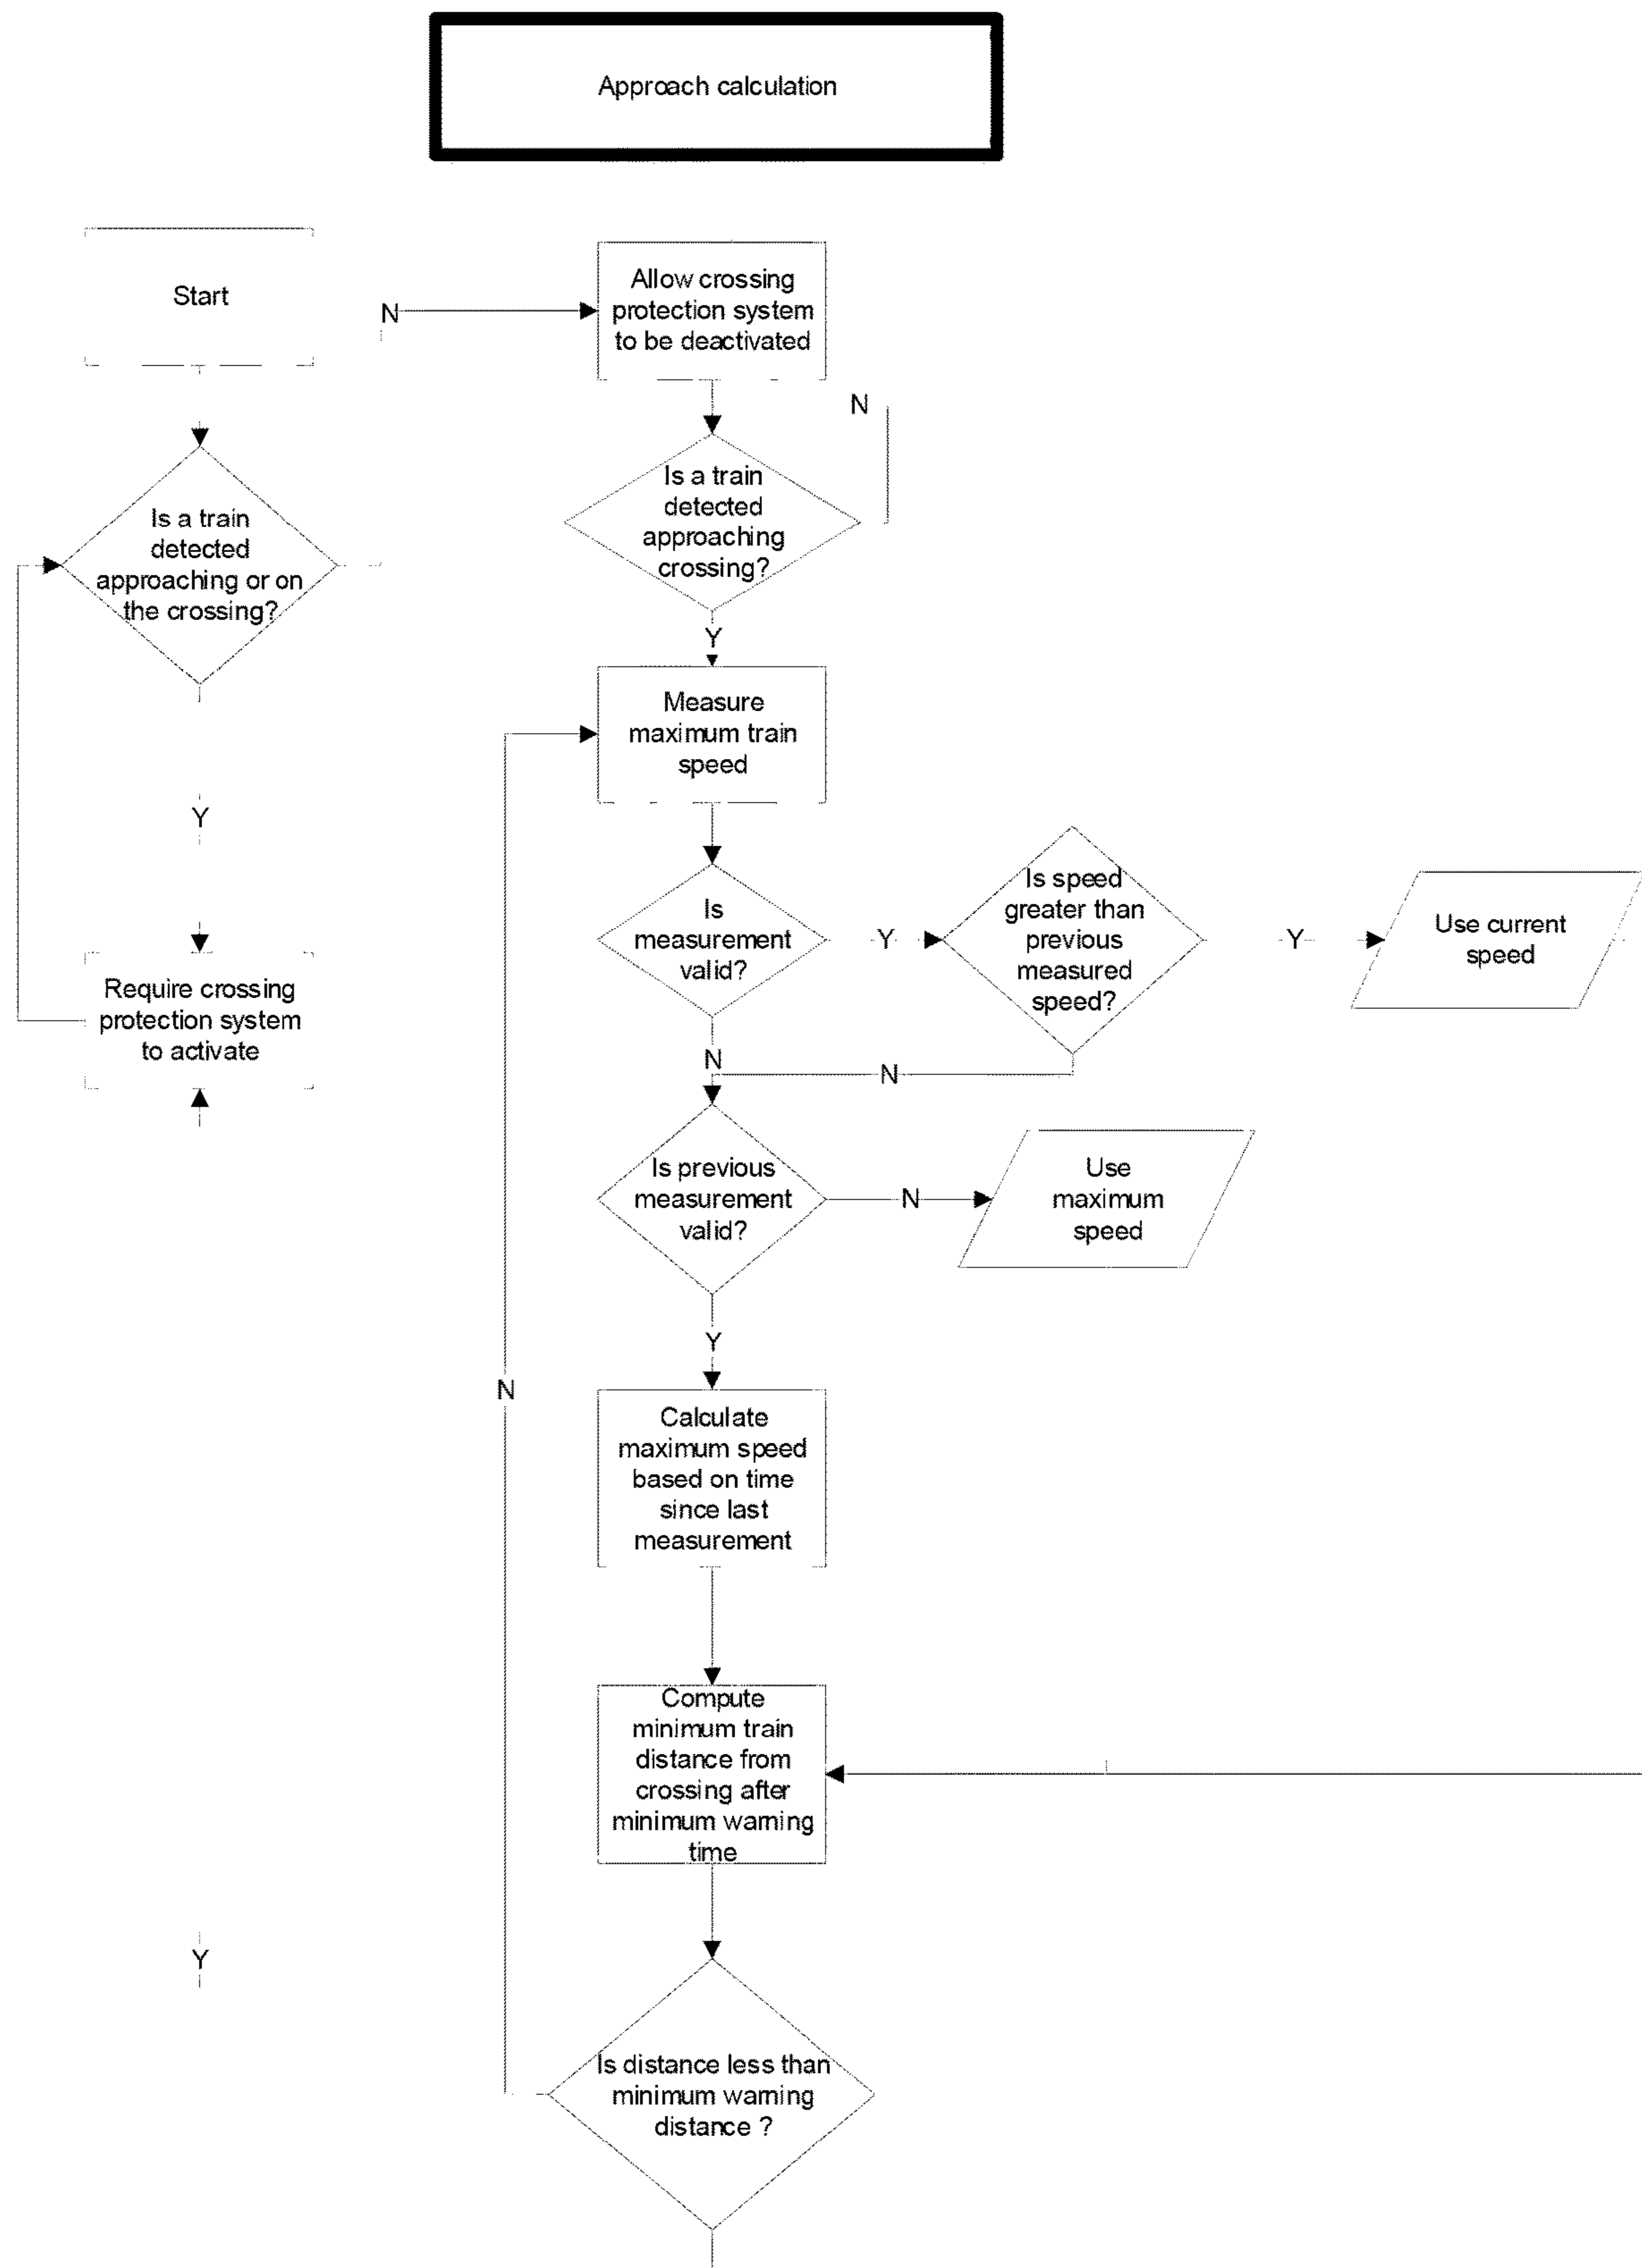 Approach calculation
Start
N
Allow crossing
protection system
to be deactivated
N
Is a train
detected
approaching or on
the crossing?
Is a train
detected
approaching
crossing?
Y
Measure
maximum train
speed
Y
Is
measurement
valid?
Y
Is speed
greater than
previous
measured
speed?
Y
Use current
speed
Require crossing
protection system
to activate
N
N
Is previous
measurement
valid?
N
Use
maximum
speed
Y
N
Calculate
maximum speed
based on time
since last
measurement
Compute
minimum train
distance from
crossing after
minimum warning
time
Y
Is distance less than
minimum warning
distance ?